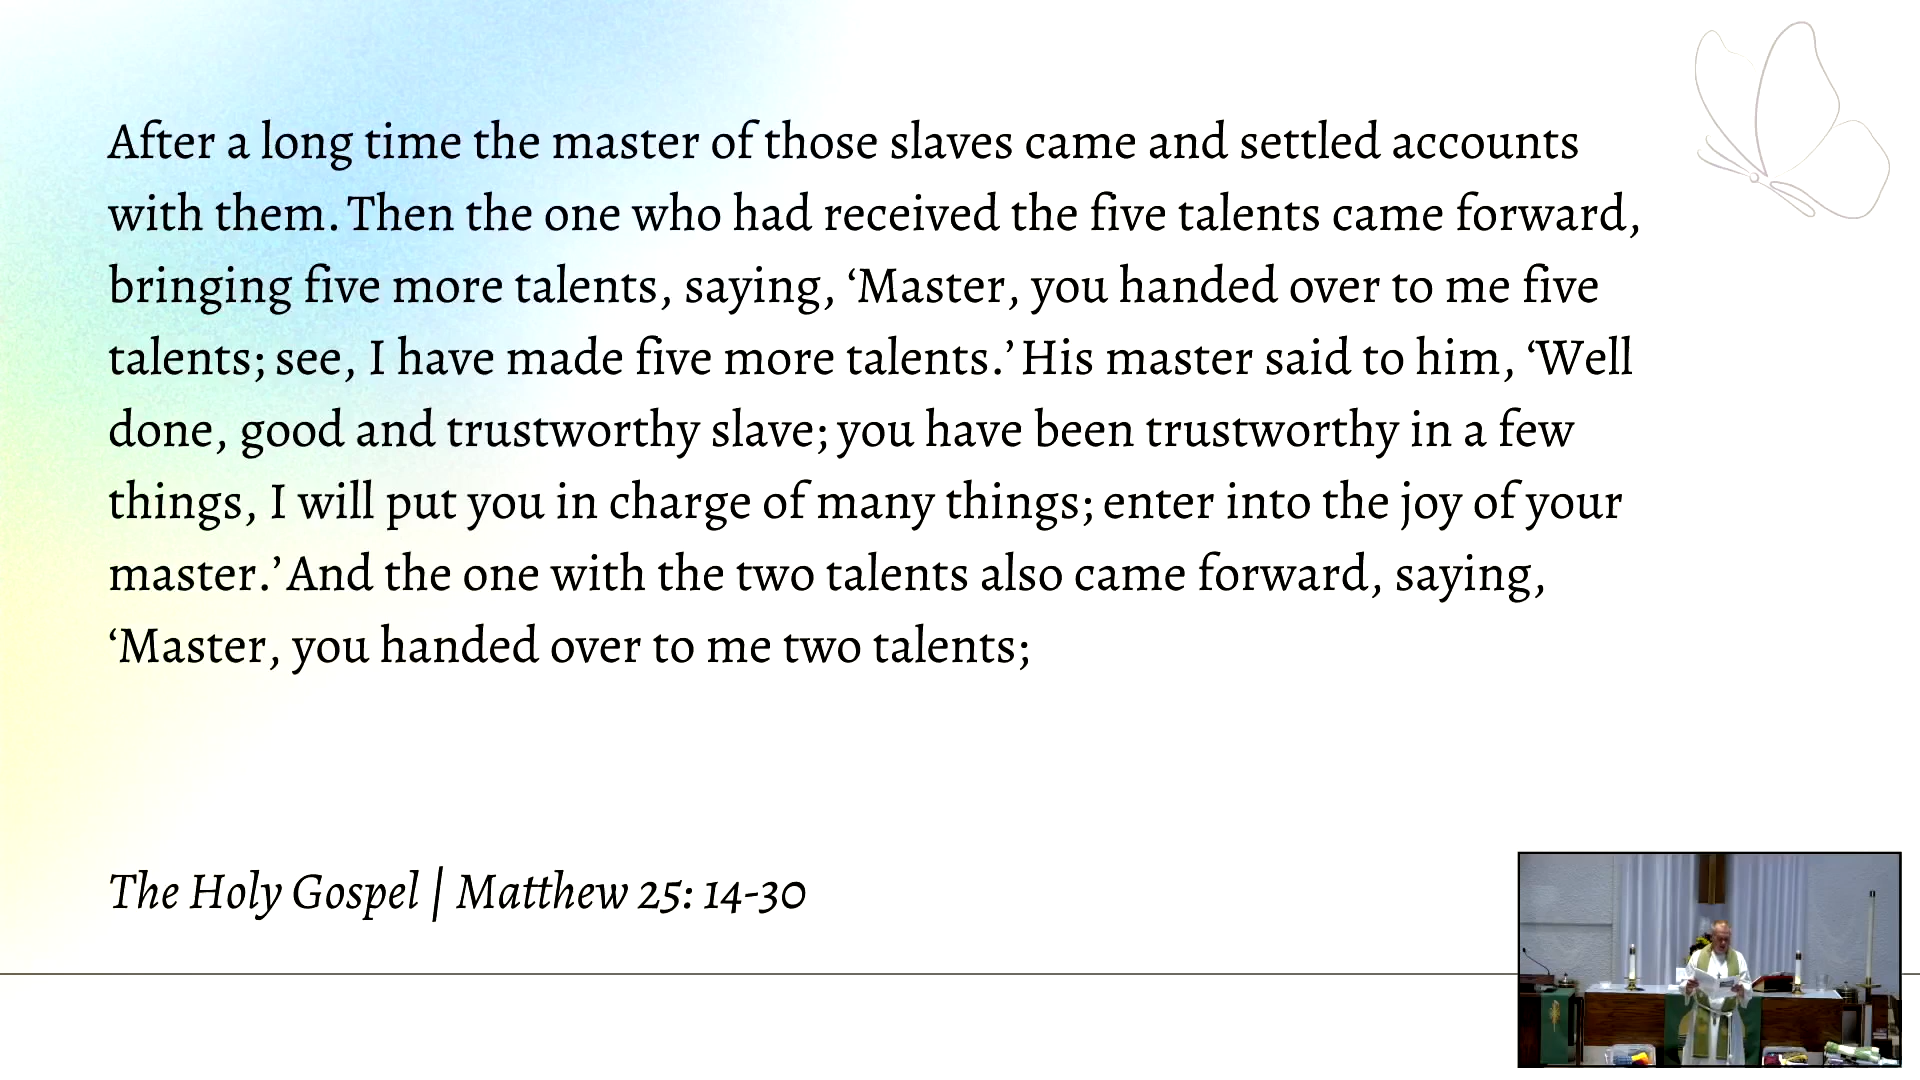 After a long time the master of those slaves came and settled accounts
with them. Then the one who had received the five talents came forward,
bringing five more talents, saying, ‘Master, you handed over to me five
talents; see, I have made five more talents.’ His master said to him, ‘Well
done, good and trustworthy slave; you have been trustworthy in a few
things, I will put you in charge of many things; enter into the joy of your
master.’ And the one with the two talents also came forward, saying,
‘Master, you handed over to me two talents;
The Holy Gospel | Matthew 25: 14-30